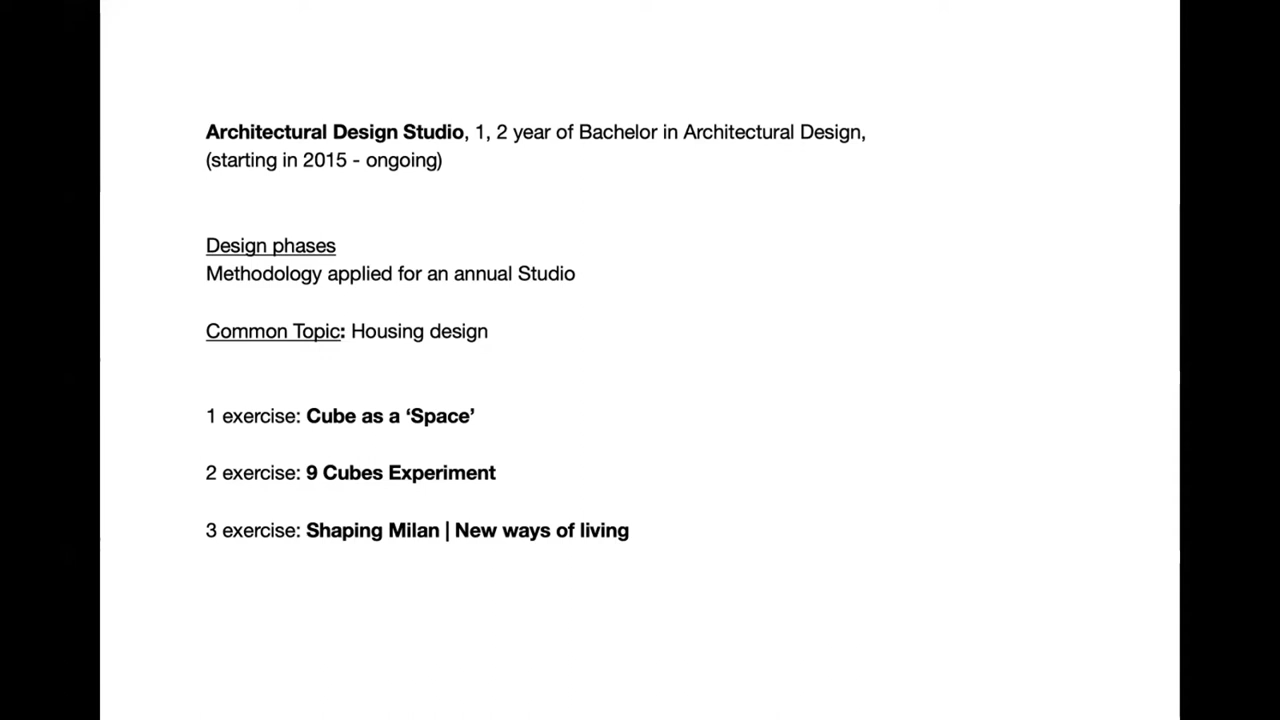 Architectural Design Studio, 1, 2 year of Bachelor in Architectural Design,
(starting in 2015 - ongoing)
Design phases
Methodology applied for an annual Studio
Common Topic: Housing design
1 exercise: Cube as a ‘Space’
2 exercise: 9 Cubes Experiment
3 exercise: Shaping Milan | New ways of living